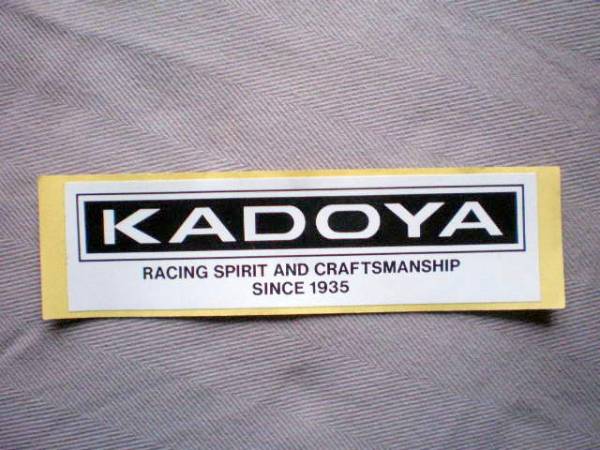 KADOYA
RACING SPIRIT AND CRAFTSMANSHIP
SINCE 1935